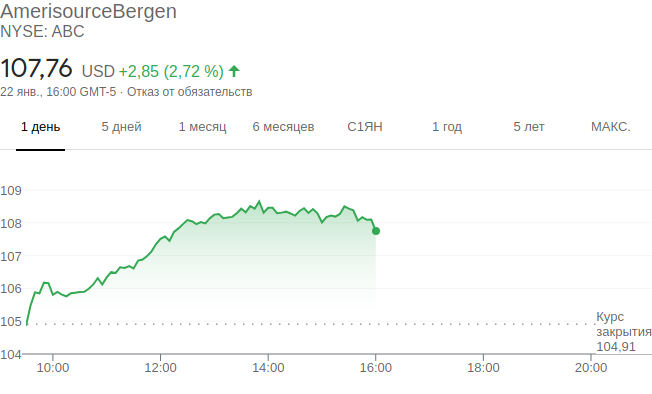 AmerisourceBergen
NYSE: ABC
107,76 USD +2,85 (2,72 %)
22 янв., 16:00 GMT-5 · Отказ от обязательств
1 день 5 дней 1 месяц 6 месяцев С1ЯН 1 год 5 лет МАКС.
109
108
107
106
105
Курс
закрытия
104,91
104
10:00 12:00 14:00 16:00 18:00 20:00